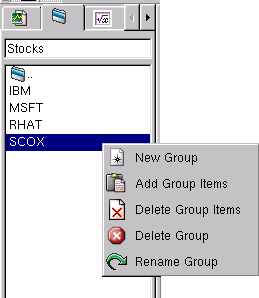 Stocks
..
IBM
MSFT
RHAT
SCOX
New Group
Add Group Items
Delete Group Items
Delete Group
Rename Group